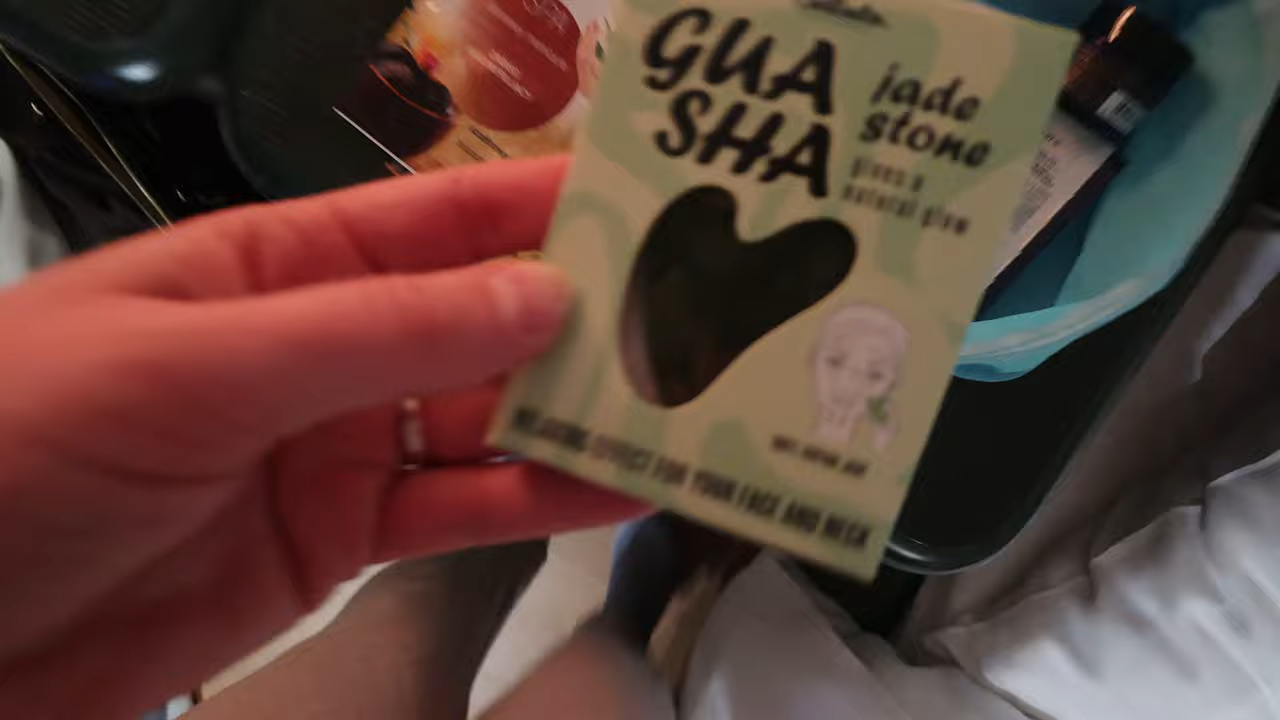 GUA
SHA
jade
stone
gives a
natural glow
RELAXING EFFECT FOR YOUR FACE AND NECK